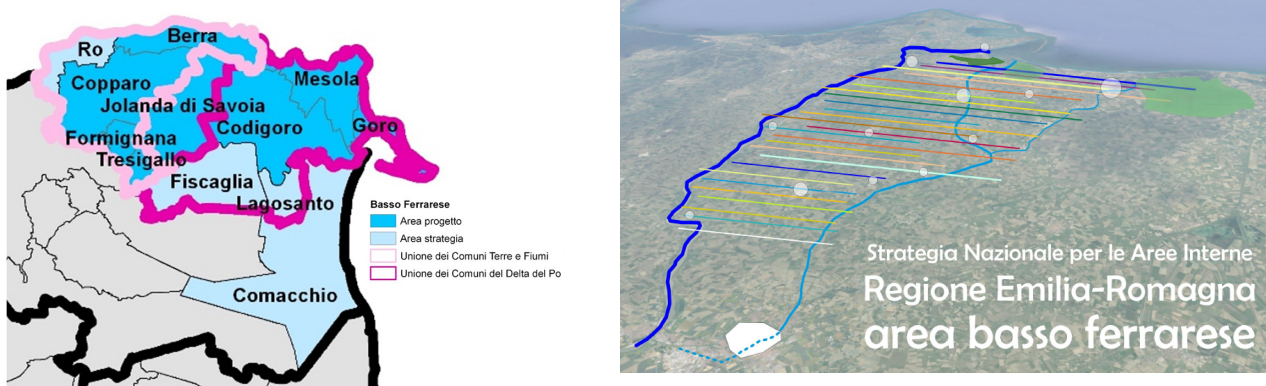 Ro
Berra
Copparo
Mesola
Jolanda di Savoia
Codigoro
Goro
Formignana
Tresigallo
Fiscaglia
Lagosanto
Comacchio
Basso Ferrarese
Area progetto
Area strategia
Unione dei Comuni Terre e Fiumi
Unione dei Comuni del Delta del Po
Strategia Nazionale per le Aree Interne
Regione Emilia-Romagna
area basso ferrarese